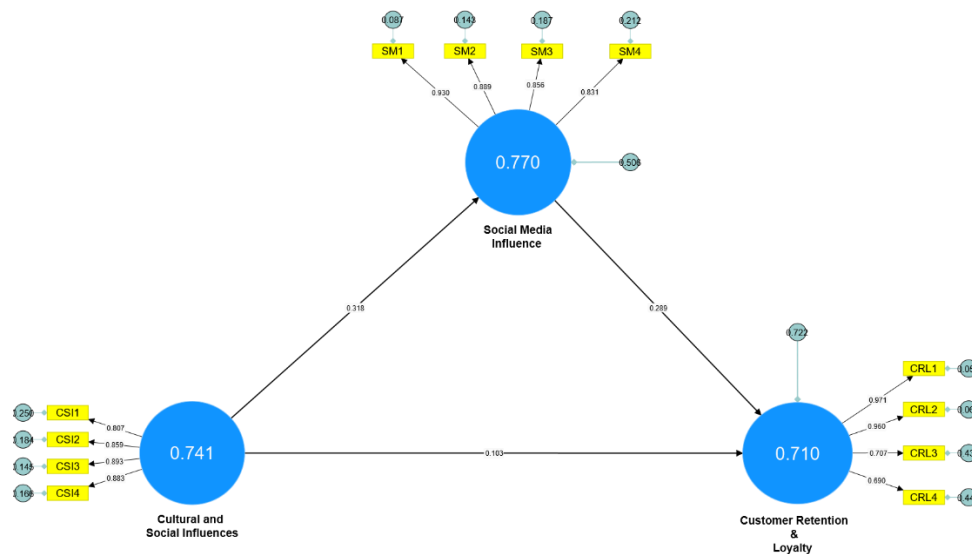 0.087 0.143 0.187 0.212
SM1 SM2 SM3 SM4
0.930 0.889 0.856 0.831
0.770
0.506
Social Media
Influence
0.318
0.289
0.722
0.250 CSI1 0.807
0.184 CSI2 0.859
0.145 CSI3 0.893
0.166 CSI4 0.883
0.741
0.103
0.710
0.971 CRL1
0.960 CRL2
0.707 CRL3
0.690 CRL4
Cultural and
Social Influences
Customer Retention
&
Loyalty